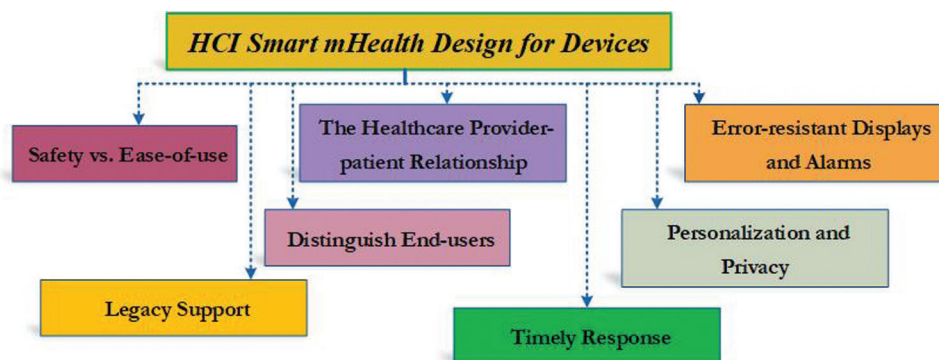 HCI Smart mHealth Design for Devices
Safety vs. Ease-of-use
The Healthcare Provider-
patient Relationship
Error-resistant Displays
and Alarms
Distinguish End-users
Personalization and
Privacy
Legacy Support
Timely Response